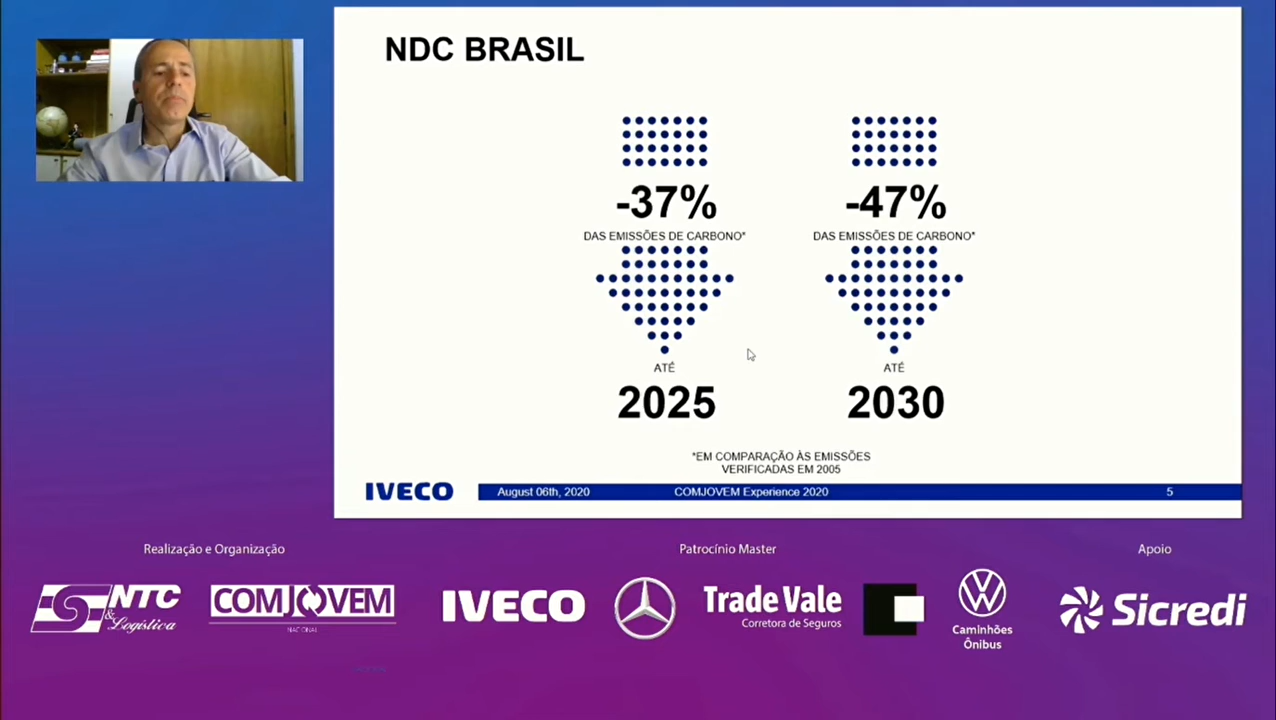 NDC BRASIL
-37%
DAS EMISSÕES DE CARBONO*
ATÉ
2025
-47%
DAS EMISSÕES DE CARBONO*
ATÉ
2030
*EM COMPARAÇÃO ÀS EMISSÕES
VERIFICADAS EM 2005
IVECO
August 06th, 2020 COMJOVEM Experience 2020 5
Realização e Organização
NTC
& Logística
COMJOVEM
NACIONAL
Patrocínio Master
IVECO
Trade Vale
Corretora de Seguros
Caminhões
Ônibus
Apoio
Sicredi